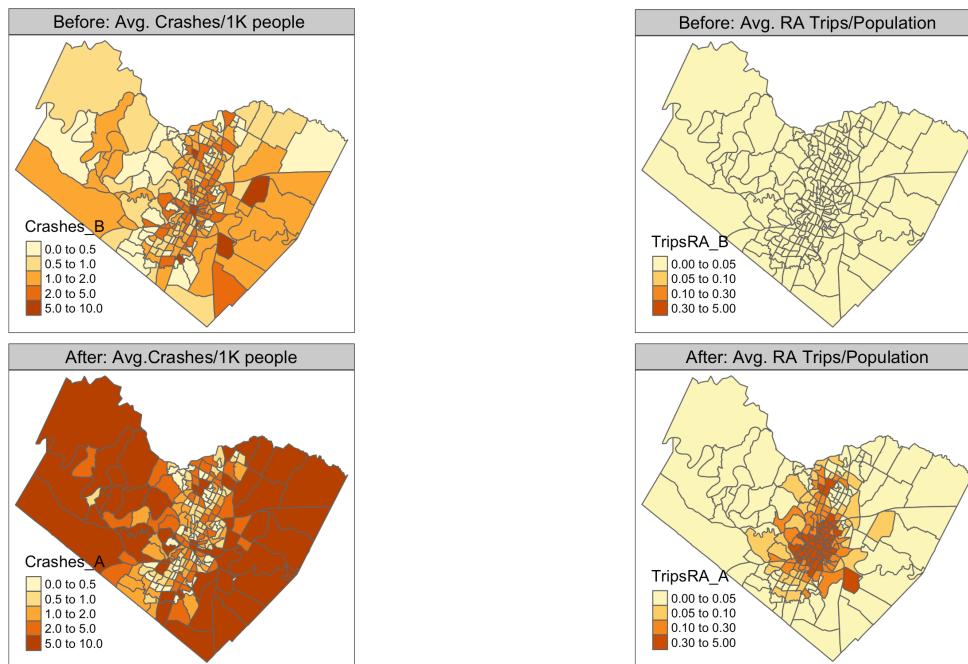 Before: Avg. Crashes/1K people
Crashes_B
0.0 to 0.5
0.5 to 1.0
1.0 to 2.0
2.0 to 5.0
5.0 to 10.0
Before: Avg. RA Trips/Population
TripsRA_B
0.00 to 0.05
0.05 to 0.10
0.10 to 0.30
0.30 to 5.00
After: Avg.Crashes/1K people
Crashes_A
0.0 to 0.5
0.5 to 1.0
1.0 to 2.0
2.0 to 5.0
5.0 to 10.0
After: Avg. RA Trips/Population
TripsRA_A
0.00 to 0.05
0.05 to 0.10
0.10 to 0.30
0.30 to 5.00